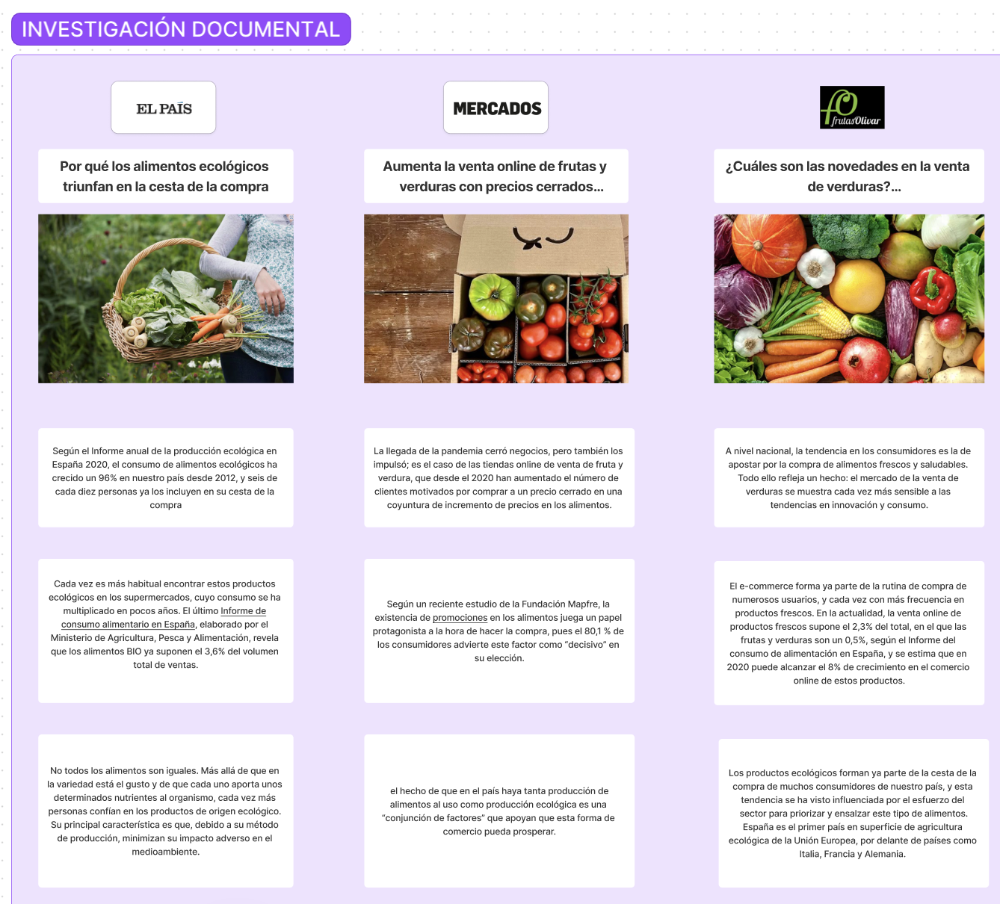 INVESTIGACIÓN DOCUMENTAL
EL PAÍS
Por qué los alimentos ecológicos
triunfan en la cesta de la compra
Según el Informe anual de la producción ecológica en
España 2020, el consumo de alimentos ecológicos ha
crecido un 96% en nuestro país desde 2012, y seis de
cada diez personas ya los incluyen en su cesta de la
compra
Cada vez es más habitual encontrar estos productos
ecológicos en los supermercados, cuyo consumo se ha
multiplicado en pocos años. El último Informe de
consumo alimentario en España, elaborado por el
Ministerio de Agricultura, Pesca y Alimentación, revela
que los alimentos BIO ya suponen el 3,6% del volumen
total de ventas.
No todos los alimentos son iguales. Más allá de que en
la variedad está el gusto y de que cada uno aporta unos
determinados nutrientes al organismo, cada vez más
personas confían en los productos de origen ecológico.
Su principal característica es que, debido a su método
de producción, minimizan su impacto adverso en el
medioambiente.
MERCADOS
Aumenta la venta online de frutas y
verduras con precios cerrados...
La llegada de la pandemia cerró negocios, pero también los
impulsó; es el caso de las tiendas online de venta de fruta y
verdura, que desde el 2020 han aumentado el número de
clientes motivados por comprar a un precio cerrado en una
coyuntura de incremento de precios en los alimentos.
Según un reciente estudio de la Fundación Mapfre, la
existencia de promociones en los alimentos juega un papel
protagonista a la hora de hacer la compra, pues el 80,1 % de
los consumidores advierte este factor como “decisivo” en
su elección.
el hecho de que en el país haya tanta producción de
alimentos al uso como producción ecológica es una
“conjunción de factores” que apoyan que esta forma de
comercio pueda prosperar.
fO
frutasOlivar
¿Cuáles son las novedades en la venta
de verduras?...
A nivel nacional, la tendencia en los consumidores es la de
apostar por la compra de alimentos frescos y saludables.
Todo ello refleja un hecho: el mercado de la venta de
verduras se muestra cada vez más sensible a las
tendencias en innovación y consumo.
El e-commerce forma ya parte de la rutina de compra de
numerosos usuarios, y cada vez con más frecuencia en
productos frescos. En la actualidad, la venta online de
productos frescos supone el 2,3% del total, en el que las
frutas y verduras son un 0,5%, según el Informe del
consumo de alimentación en España, y se estima que en
2020 puede alcanzar el 8% de crecimiento en el comercio
online de estos productos.
Los productos ecológicos forman ya parte de la cesta de la
compra de muchos consumidores de nuestro país, y esta
tendencia se ha visto influenciada por el esfuerzo del
sector para priorizar y ensalzar este tipo de alimentos.
España es el primer país en superficie de agricultura
ecológica de la Unión Europea, por delante de países como
Italia, Francia y Alemania.